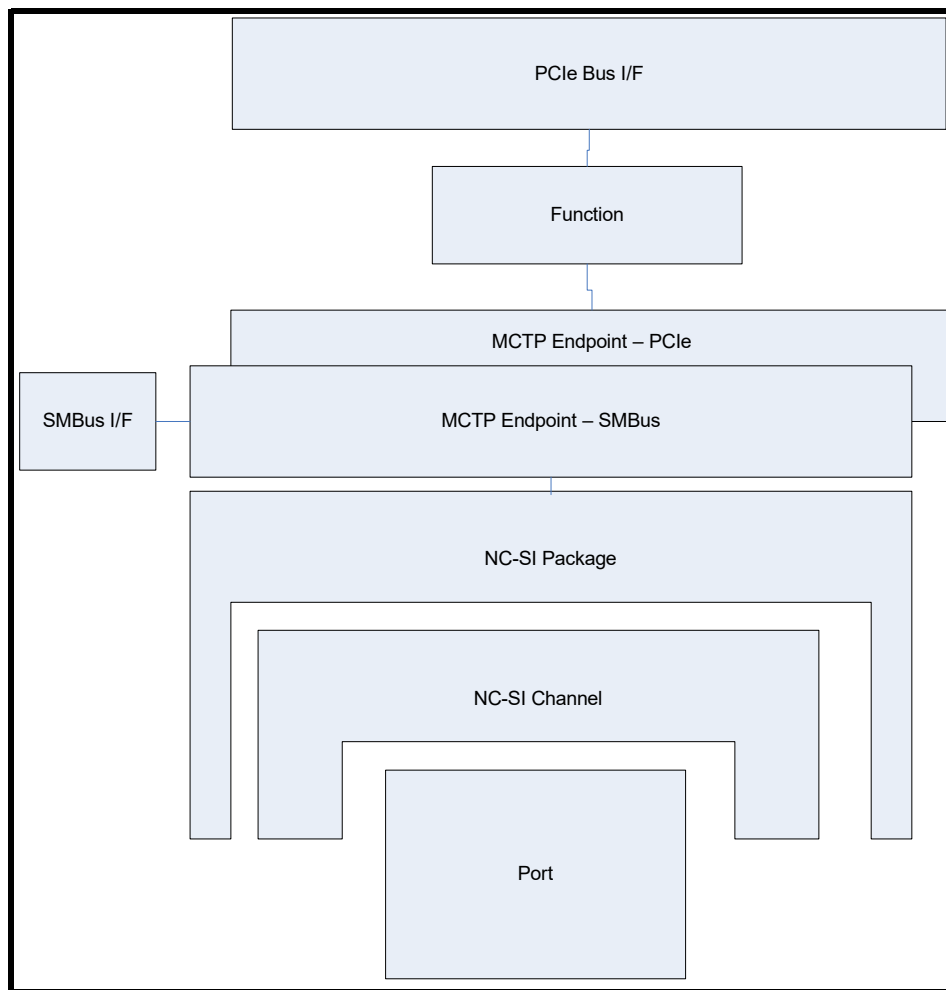 PCIe Bus I/F
Function
MCTP Endpoint – PCIe
SMBus I/F
MCTP Endpoint – SMBus
NC-SI Package
NC-SI Channel
Port